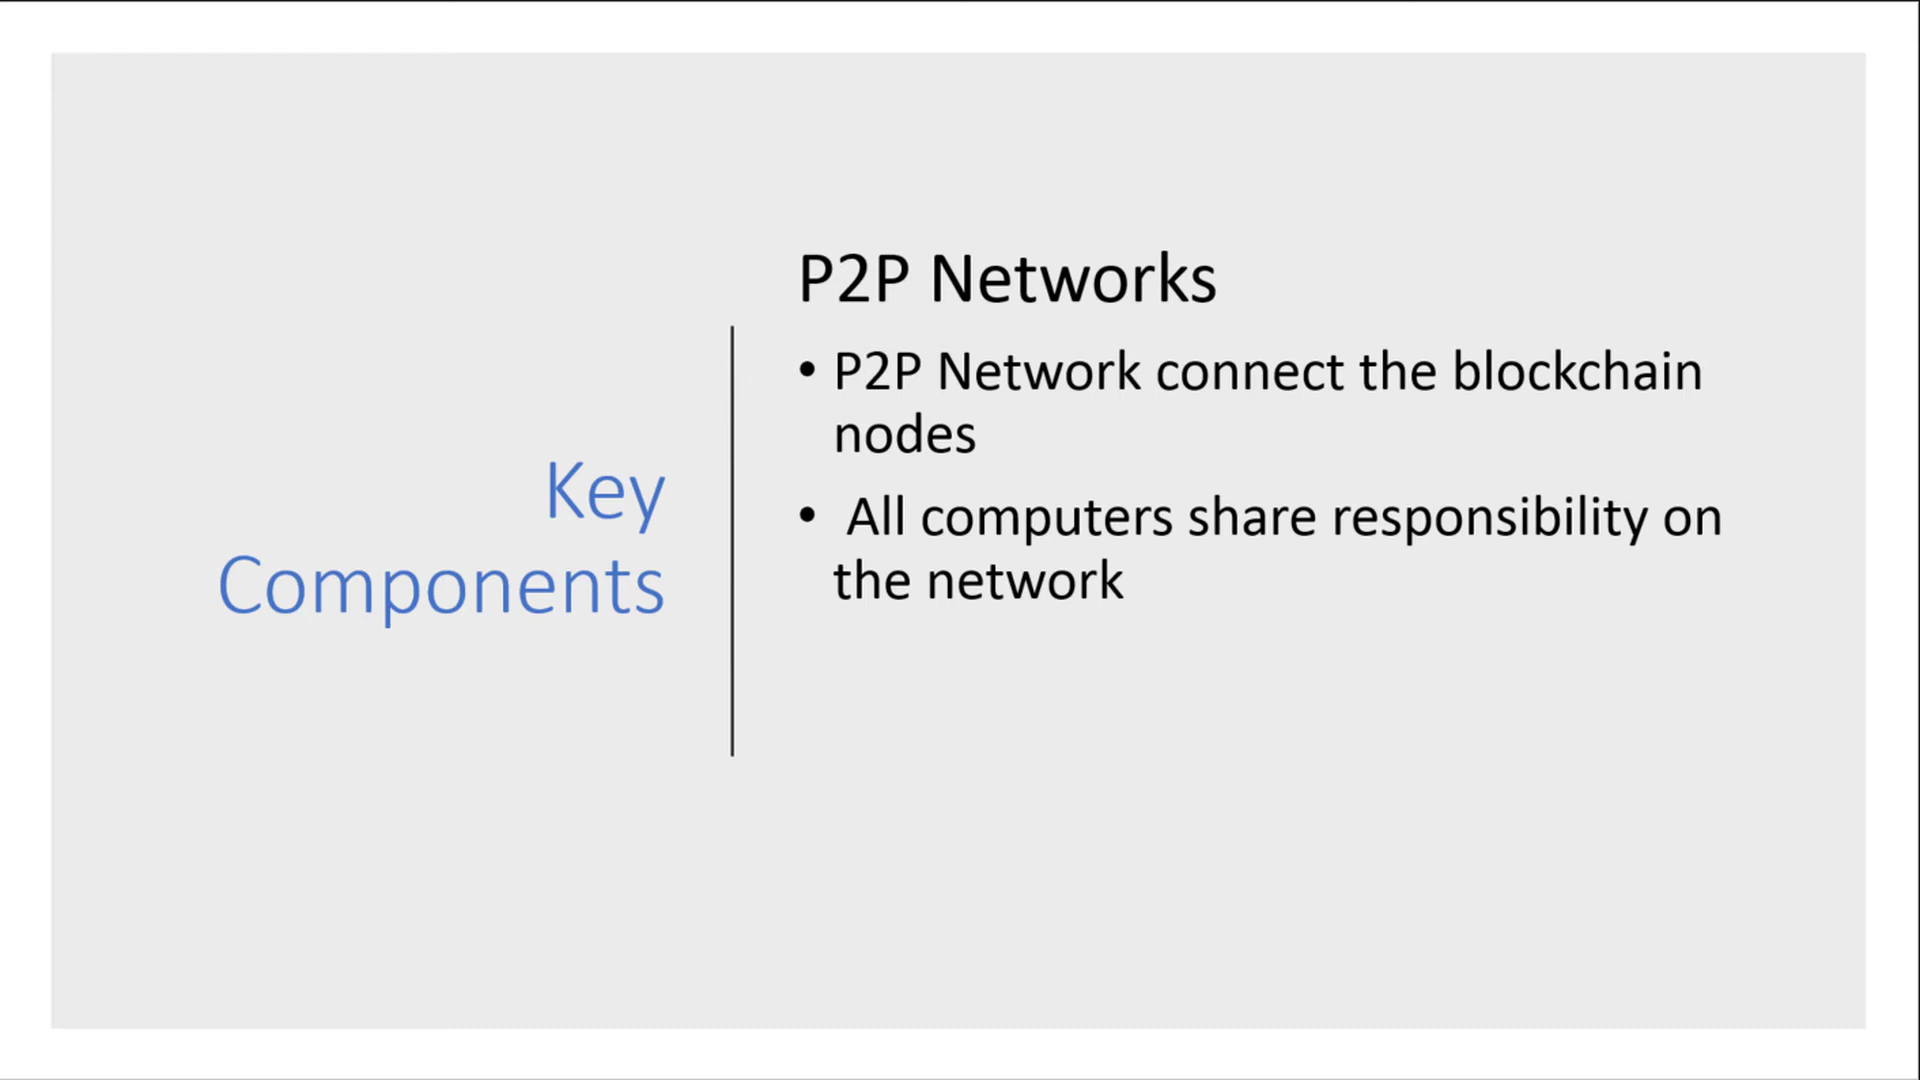 Key
Components
P2P Networks
• P2P Network connect the blockchain
nodes
• All computers share responsibility on
the network